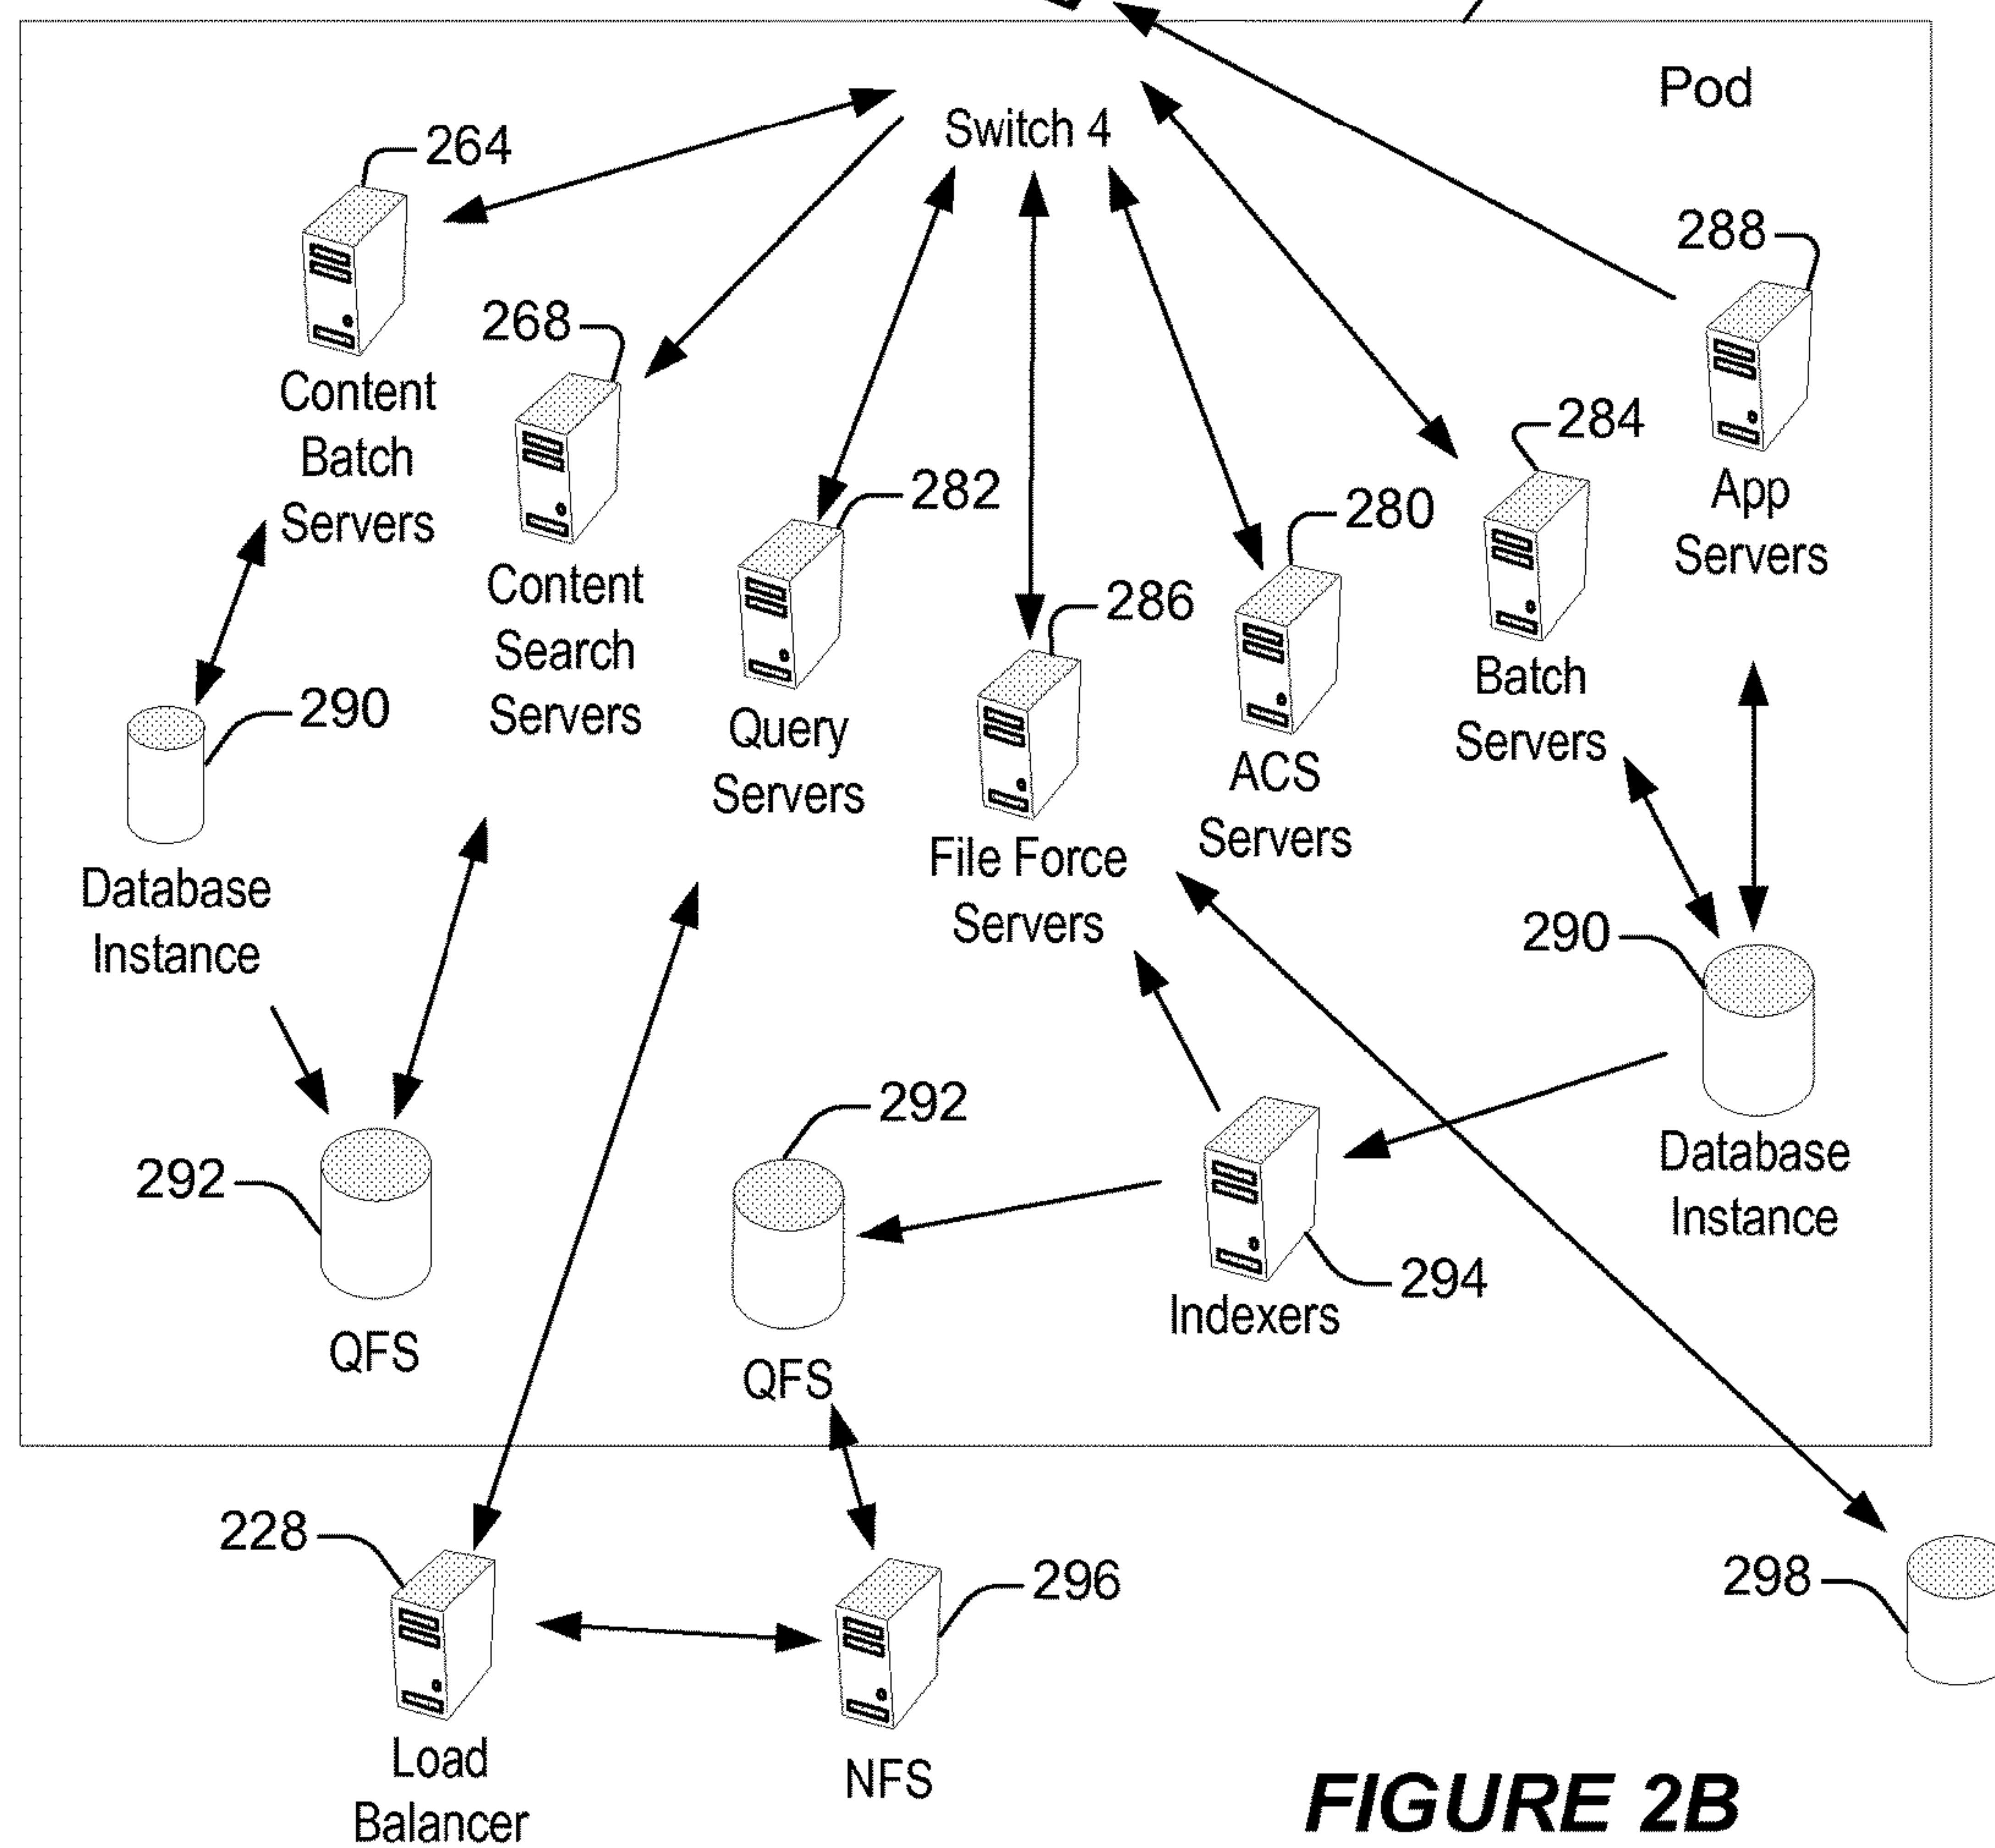 Pod
Switch 4
264
288
268
Content
Batch
Servers
284
282
App
Servers
280
Content
Search
Servers
286
Batch
Servers
290
Query
Servers
ACS
Servers
File Force
Servers
Database
Instance
290
292
Database
Instance
292
294
Indexers
QFS
QFS
228
296
298
Load
Balancer
NFS
FIGURE 2B